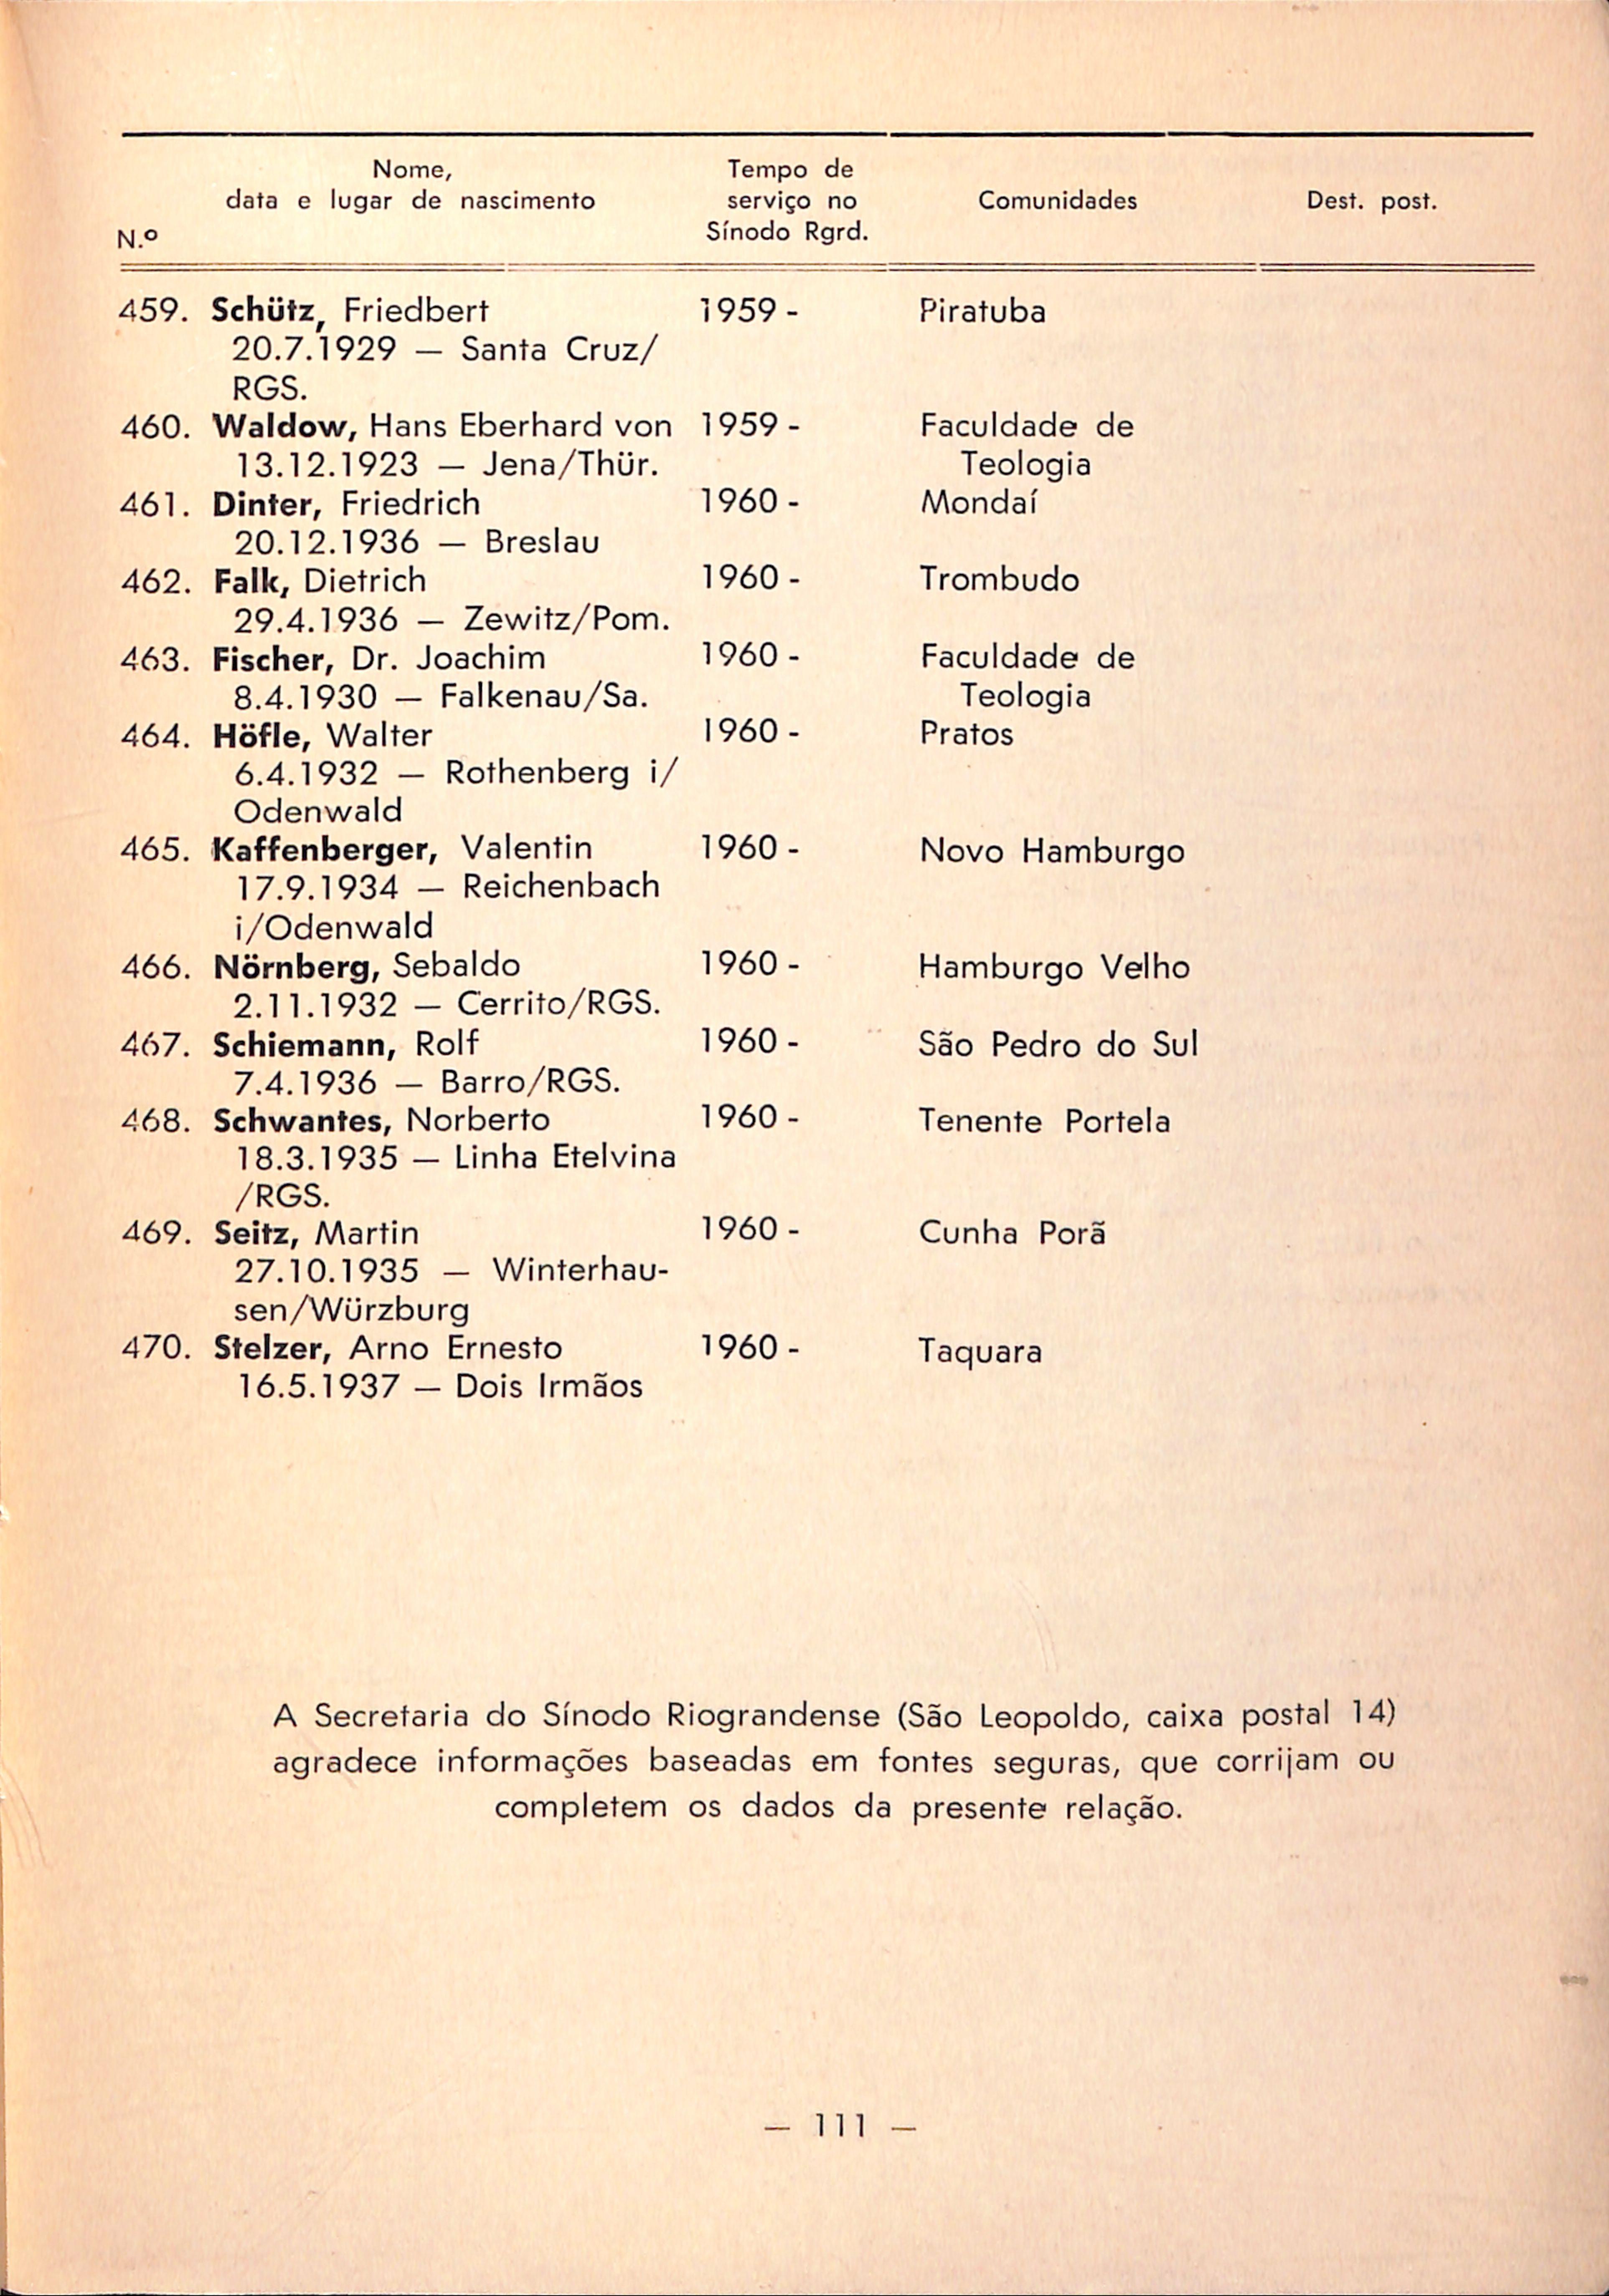 Nome,
data e lugar de nascimento
Tempo de
serviço no
Sínodo Rgrd.
Comunidades
Dest. post.
N.º
459. Schütz, Friedbert 1959 - Piratuba
20.7.1929 — Santa Cruz/
RGS.
460. Waldow, Hans Eberhard von 1959 - Faculdade de
13.12.1923 — Jena/Thür. Teologia
461. Dinter, Friedrich 1960 - Mondaí
20.12.1936 — Breslau
462. Falk, Dietrich 1960 - Trombudo
29.4.1936 — Zewitz/Pom.
463. Fischer, Dr. Joachim 1960 - Faculdade de
8.4.1930 — Falkenau/Sa. Teologia
464. Höfle, Walter 1960 - Pratos
6.4.1932 — Rothenberg i/
Odenwald
465. Kaffenberger, Valentin 1960 - Novo Hamburgo
17.9.1934 — Reichenbach
i/Odenwald
466. Nörnberg, Sebaldo 1960 - Hamburgo Velho
2.11.1932 — Cerrito/RGS.
467. Schiemann, Rolf 1960 - São Pedro do Sul
7.4.1936 — Barro/RGS.
468. Schwantes, Norberto 1960 - Tenente Portela
18.3.1935 — Linha Etelvina
/RGS.
469. Seitz, Martin 1960 - Cunha Porã
27.10.1935 — Winterhau-
sen/Würzburg
470. Stelzer, Arno Ernesto 1960 - Taquara
16.5.1937 — Dois Irmãos
A Secretaria do Sínodo Riograndense (São Leopoldo, caixa postal 14)
agradece informações baseadas em fontes seguras, que corrijam ou
completem os dados da presente relação.
— 111 —